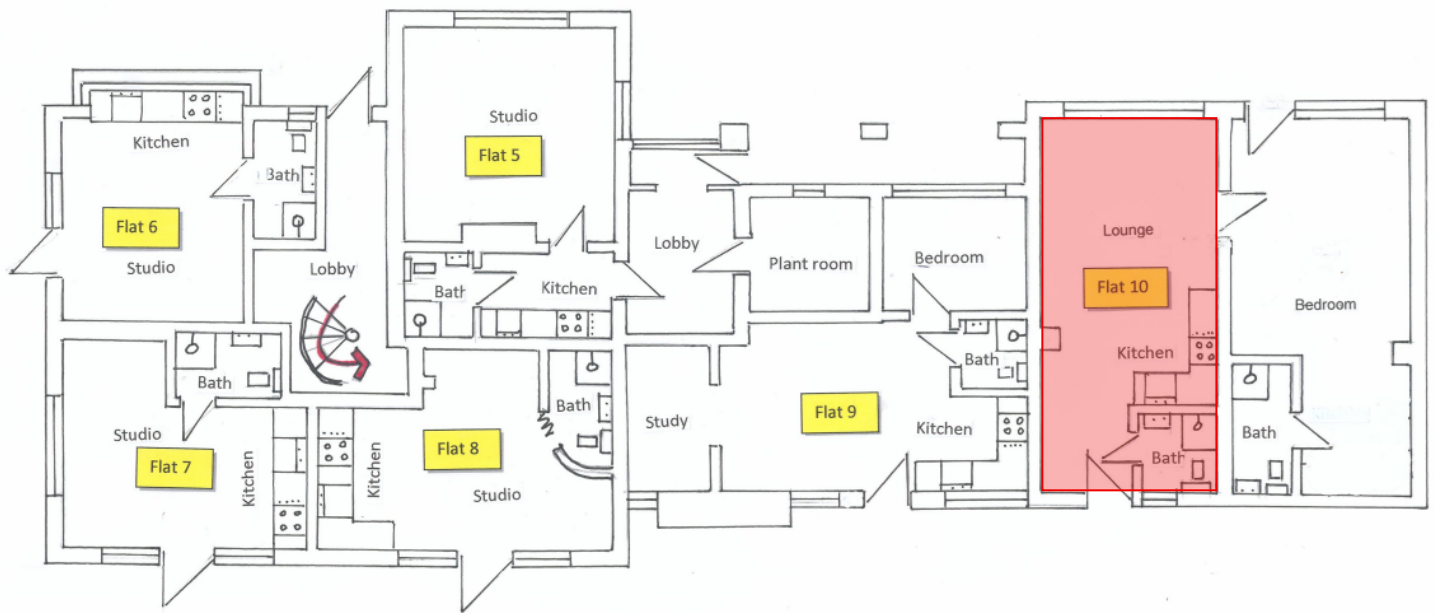 Kitchen
Bath
Flat 6
Studio
Lobby
Studio
Flat 5
Bath
Kitchen
Lobby
Plant room
Bedroom
Lounge
Flat 10
Kitchen
Bath
Bedroom
Bath
Bath
Studio
Flat 7
Kitchen
Kitchen
Flat 8
Studio
Bath
Study
Flat 9
Bath
Kitchen